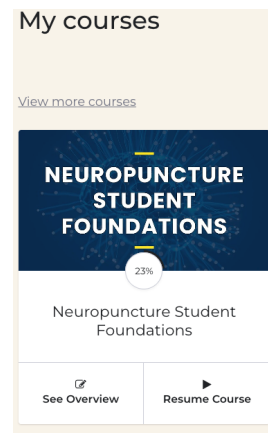 My courses
View more courses
NEUROPUNCTURE
STUDENT
FOUNDATIONS
23%
Neuropuncture Student
Foundations
See Overview
Resume Course